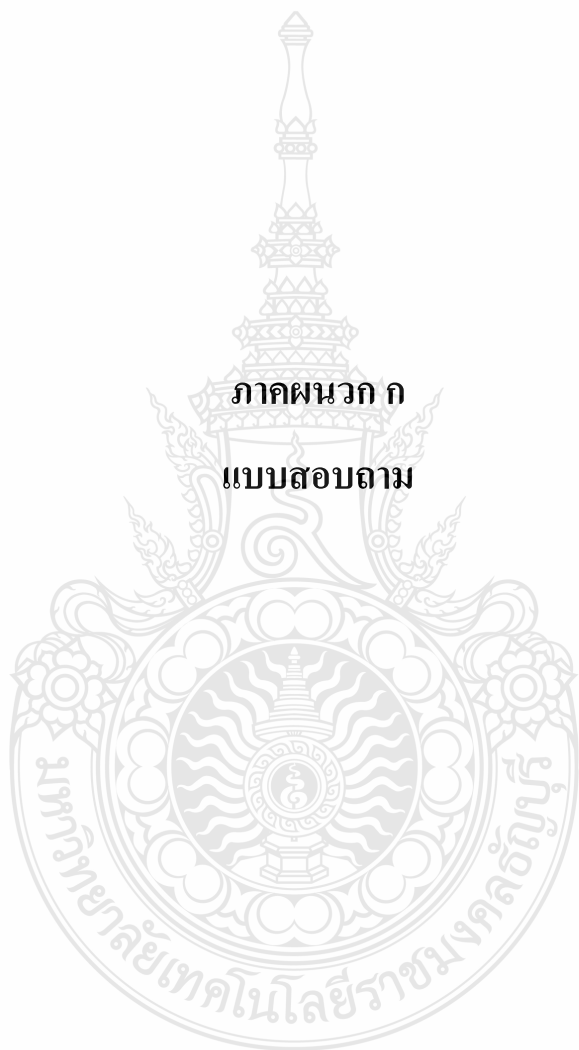 ภาคผนวก ก
แบบสอบถาม
มหาวิทยาลัยเทคโนโลยีราชมงคลธัญบุรี